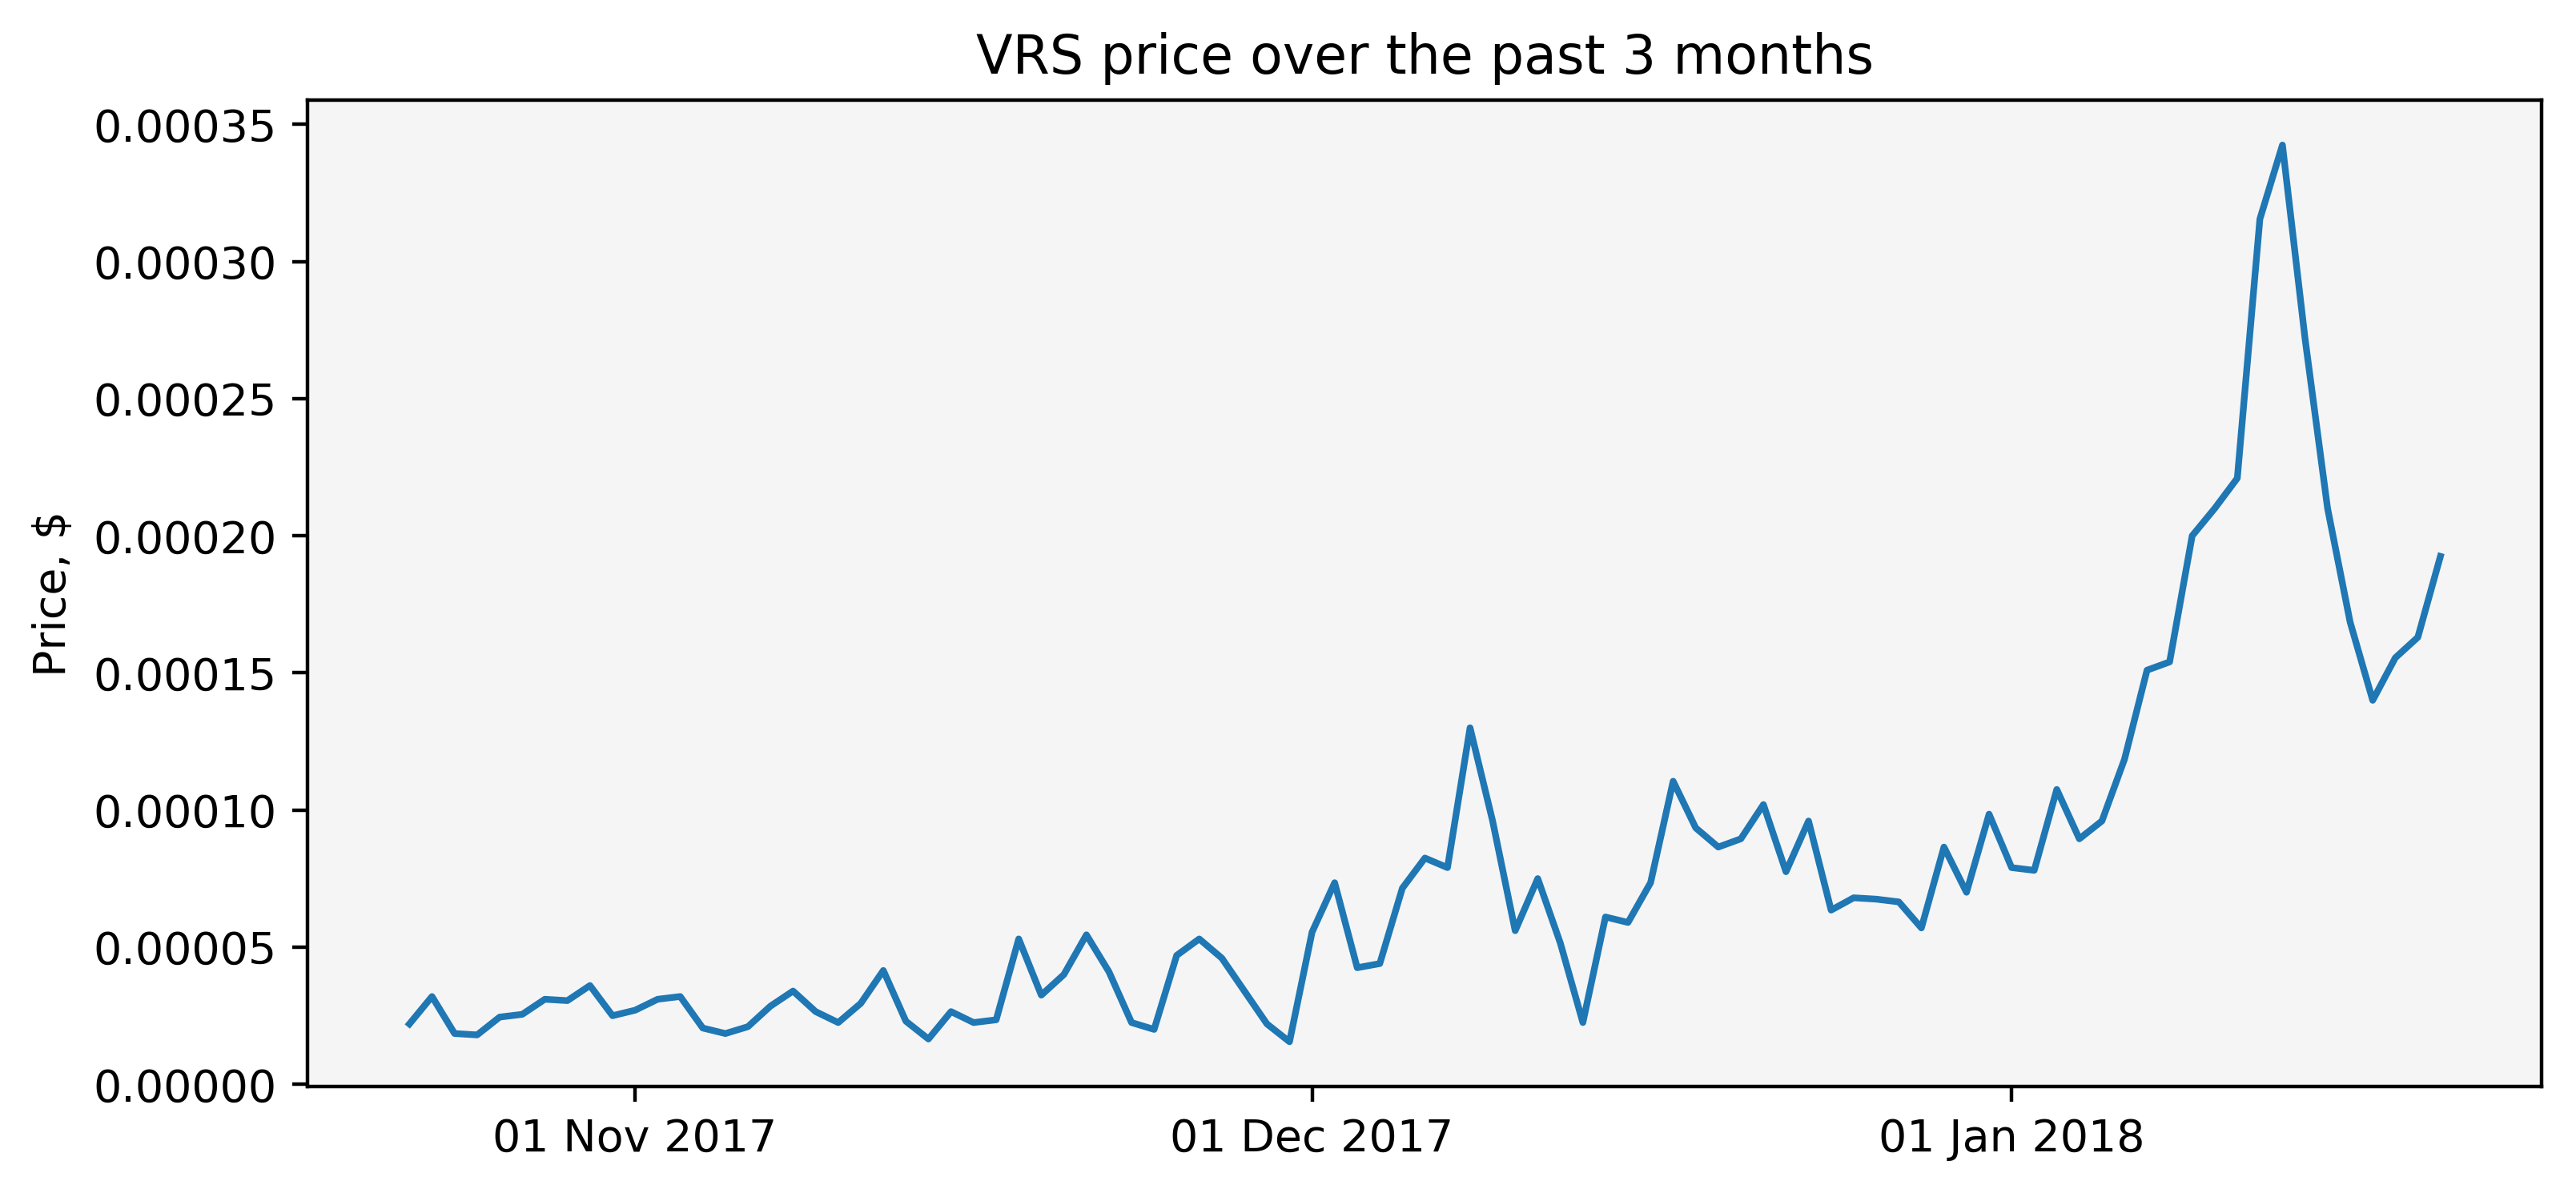 VRS price over the past 3 months
Price, $
0.00035
0.00030
0.00025
0.00020
0.00015
0.00010
0.00005
0.00000
01 Nov 2017
01 Dec 2017
01 Jan 2018